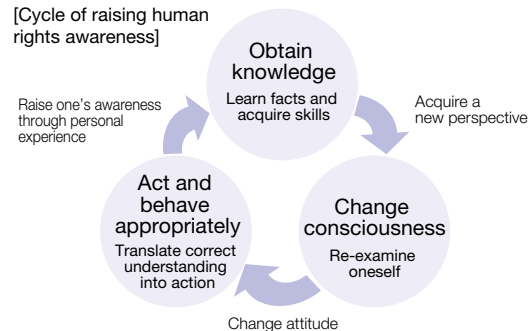 [Cycle of raising human
rights awareness]
Obtain
knowledge
Learn facts and
acquire skills
Acquire a
new perspective
Change
consciousness
Re-examine
oneself
Change attitude
Act and
behave
appropriately
Translate correct
understanding
into action
Raise one's awareness
through personal
experience